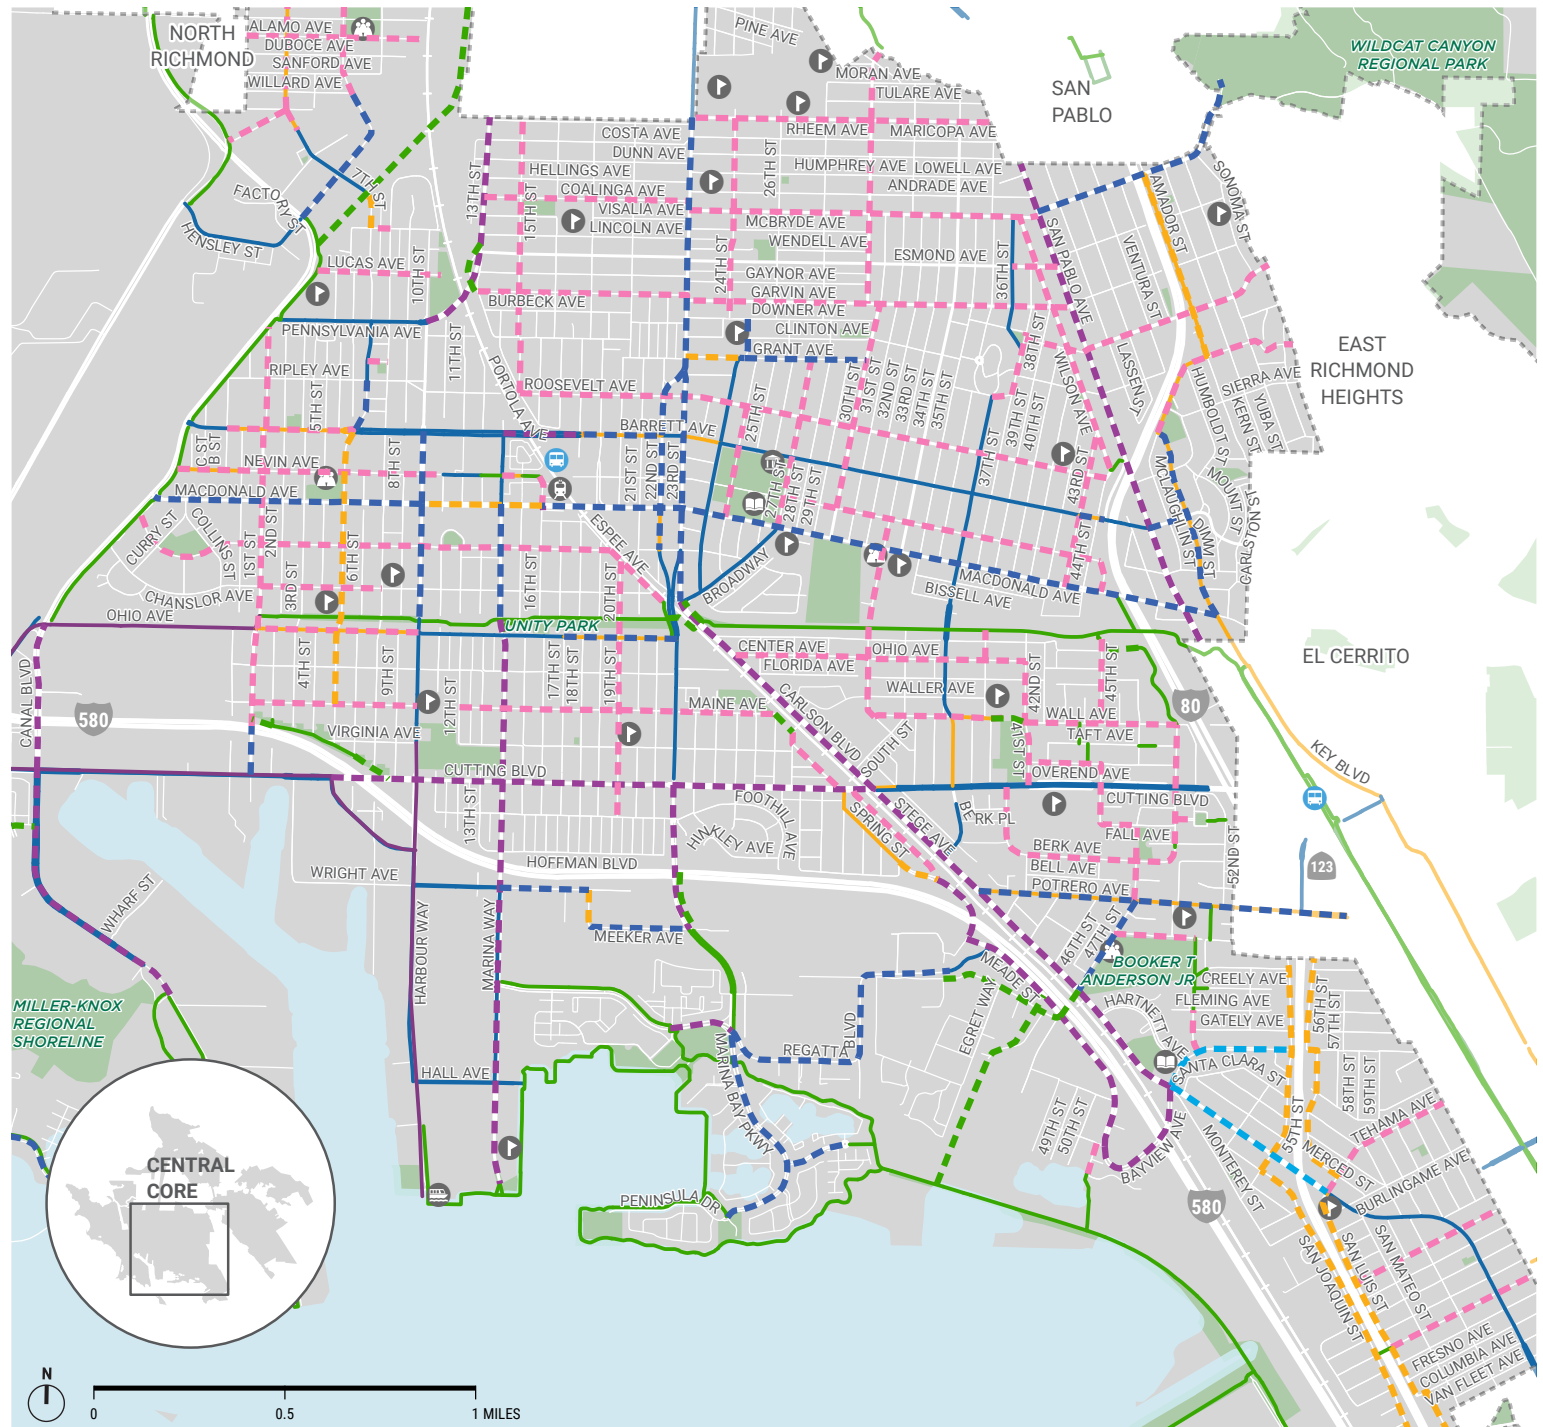 NORTH
RICHMOND
ALAMO AVE
DUBOCE AVE
SANFORD AVE
WILLARD AVE
PINE AVE
MORAN AVE
TULARE AVE
SAN
PABLO
WILDCAT CANYON
REGIONAL PARK
COSTA AVE
RHEEM AVE
MARICOPA AVE
DUNN AVE
HELLINGS AVE
HUMPHREY AVE
LOWELL AVE
COALINGA AVE
ANDRADE AVE
VISALIA AVE
LINCOLN AVE
MCBRYDE AVE
WENDELL AVE
ESMOND AVE
GAYNOR AVE
GARVIN AVE
DOWNER AVE
CLINTON AVE
GRANT AVE
7TH ST
FACTORY ST
HENSLEY ST
13TH ST
15TH ST
26TH ST
24TH ST
10TH ST
LUCAS AVE
BURBECK AVE
PENNSYLVANIA AVE
36TH ST
SAN PABLO AVE
AMADOR ST
SONOMA ST
VENTURA ST
EAST
RICHMOND
HEIGHTS
RIPLEY AVE
5TH ST
11TH ST
PORTOLA AVE
ROOSEVELT AVE
BARRETT AVE
25TH ST
30TH ST
31ST ST
32ND ST
33RD ST
34TH ST
35TH ST
38TH ST
WILSON AVE
39TH ST
40TH ST
37TH ST
43RD ST
LASSEN ST
HUMBOLDT ST
SIERRA AVE
S KERN ST
YUBA ST
C ST
B ST
NEVIN AVE
8TH ST
MACDONALD AVE
21ST ST
22ND ST
23RD ST
27TH ST
28TH ST
29TH ST
MCLAUGHLIN ST
MOUNT ST
DIMM ST
CARLSTON ST
CURRY ST
COLLINS ST
1ST ST
2ND ST
3RD ST
6TH ST
16TH ST
20TH ST
ESPEE AVE
BROADWAY
MACDONALD AVE
BISSELL AVE
44TH ST
CHANSLOR AVE
OHIO AVE
UNITY PARK
CENTER AVE
OHIO AVE
FLORIDA AVE
EL CERRITO
CANAL BLVD
4TH ST
9TH ST
12TH ST
17TH ST
18TH ST
19TH ST
MAINE AVE
WALLER AVE
42ND ST
45TH ST
WALL AVE
TAFT AVE
580
80
VIRGINIA AVE
CARLSON BLVD
SOUTH ST
41ST ST
OVEREND AVE
KEY BLVD
CUTTING BLVD
CUTTING BLVD
13TH ST
FOOTHILL AVE
HINKLEY AVE
SPRING ST
STEGE AVE
BE
RK PL
FALL AVE
BERK AVE
BELL AVE
52ND ST
123
HOFFMAN BLVD
WRIGHT AVE
POTRERO AVE
WHARF ST
HARBOUR WAY
MARINA WAY
MEEKER AVE
46TH ST
47TH ST
MEADE ST
BOOKER T
ANDERSON JR
CREELY AVE
FLEMING AVE
GATELY AVE
HARTNETT AVE
56TH ST
57TH ST
MILLER-KNOX
REGIONAL
SHORELINE
EGRET WAY
REGATTA
BLVD
MARINA BAY PKWY
HALL AVE
SANTA CLARA ST
58TH ST
59TH ST
49TH ST
50TH ST
55TH ST
TEHAMA AVE
BAYVIEW AVE
MONTEREY ST
MERCED ST
BURLINGAME AVE
580
PENINSULA DR
CENTRAL
CORE
SAN JOAQUIN ST
SAN LUIS ST
SAN MATEO ST
FRESNO AVE
COLUMBIA AVE
VAN FLEET AVE
N
0
0.5
1 MILES